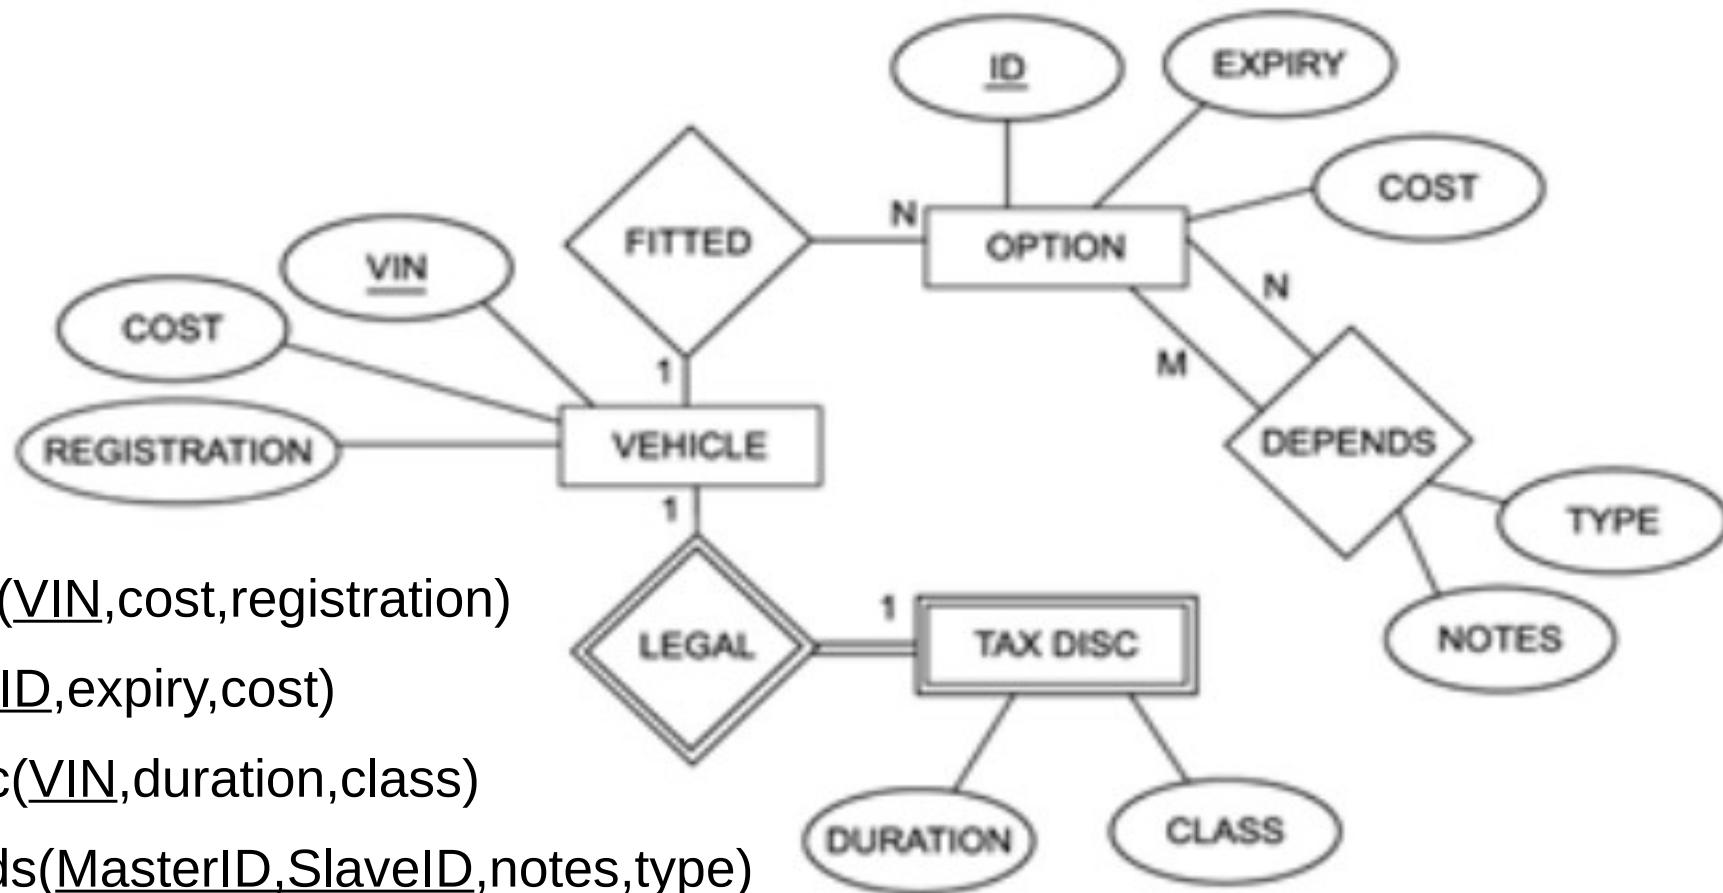 ID
EXPIRY
COST
N
FITTED
OPTION
VIN
N
COST
1
M
REGISTRATION
VEHICLE
DEPENDS
1
TYPE
(VIN,cost,registration)
1
LEGAL
TAX DISC
NOTES
ID,expiry,cost)
c(VIN,duration,class)
DURATION
CLASS
ds(MasterID,SlaveID,notes,type)